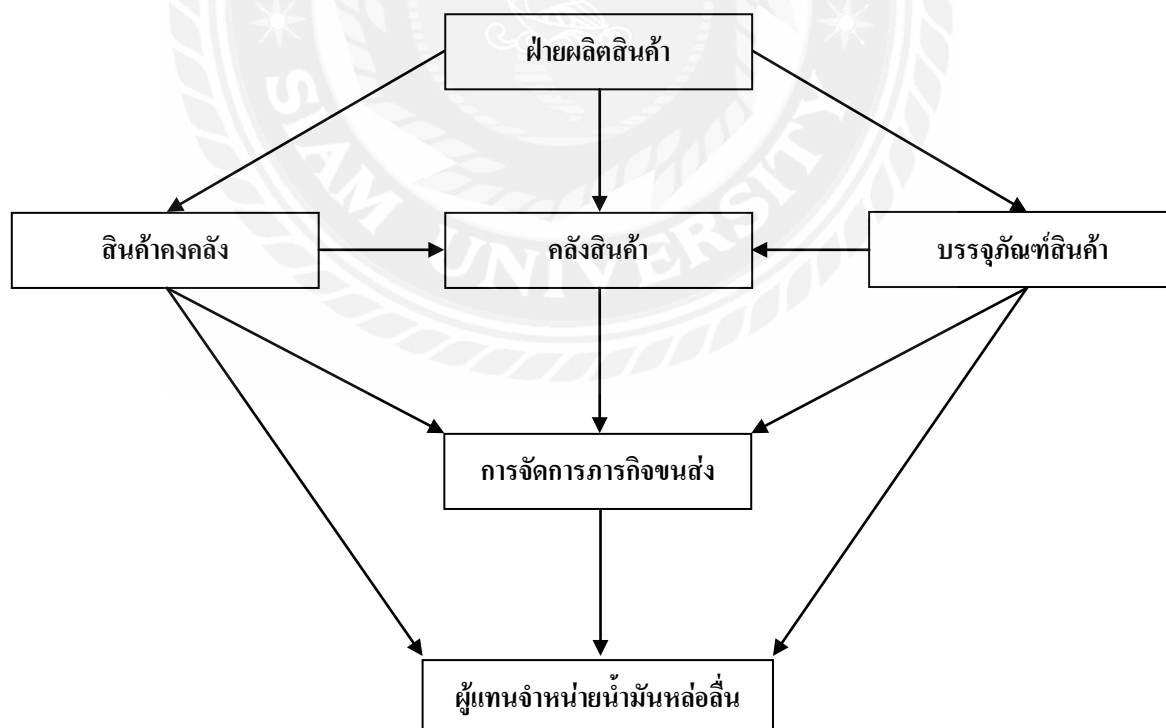 ฝ่ายผลิตสินค้า
สินค้าคงคลัง
คลังสินค้า
บรรจุภัณฑ์สินค้า
SIAM UNIVERSITY
การจัดการภารกิจขนส่ง
ผู้แทนจำหน่ายน้ำมันหล่อลื่น